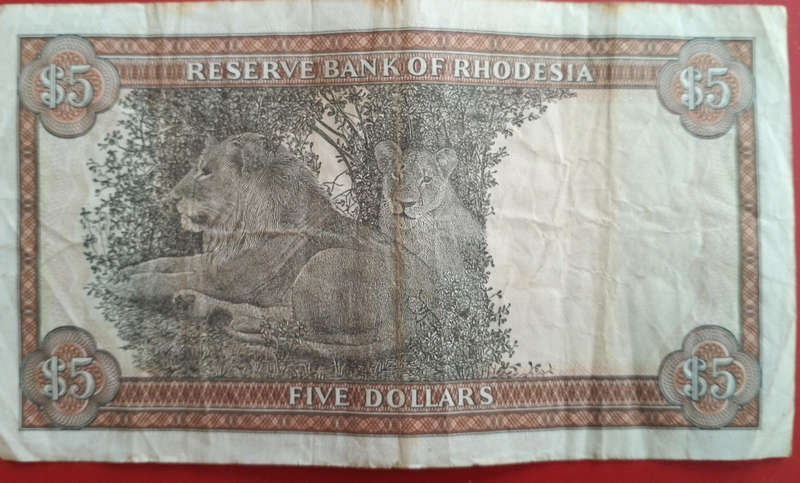 $5 RESERVE BANK OF RHODESIA $5
$5 FIVE DOLLARS $5